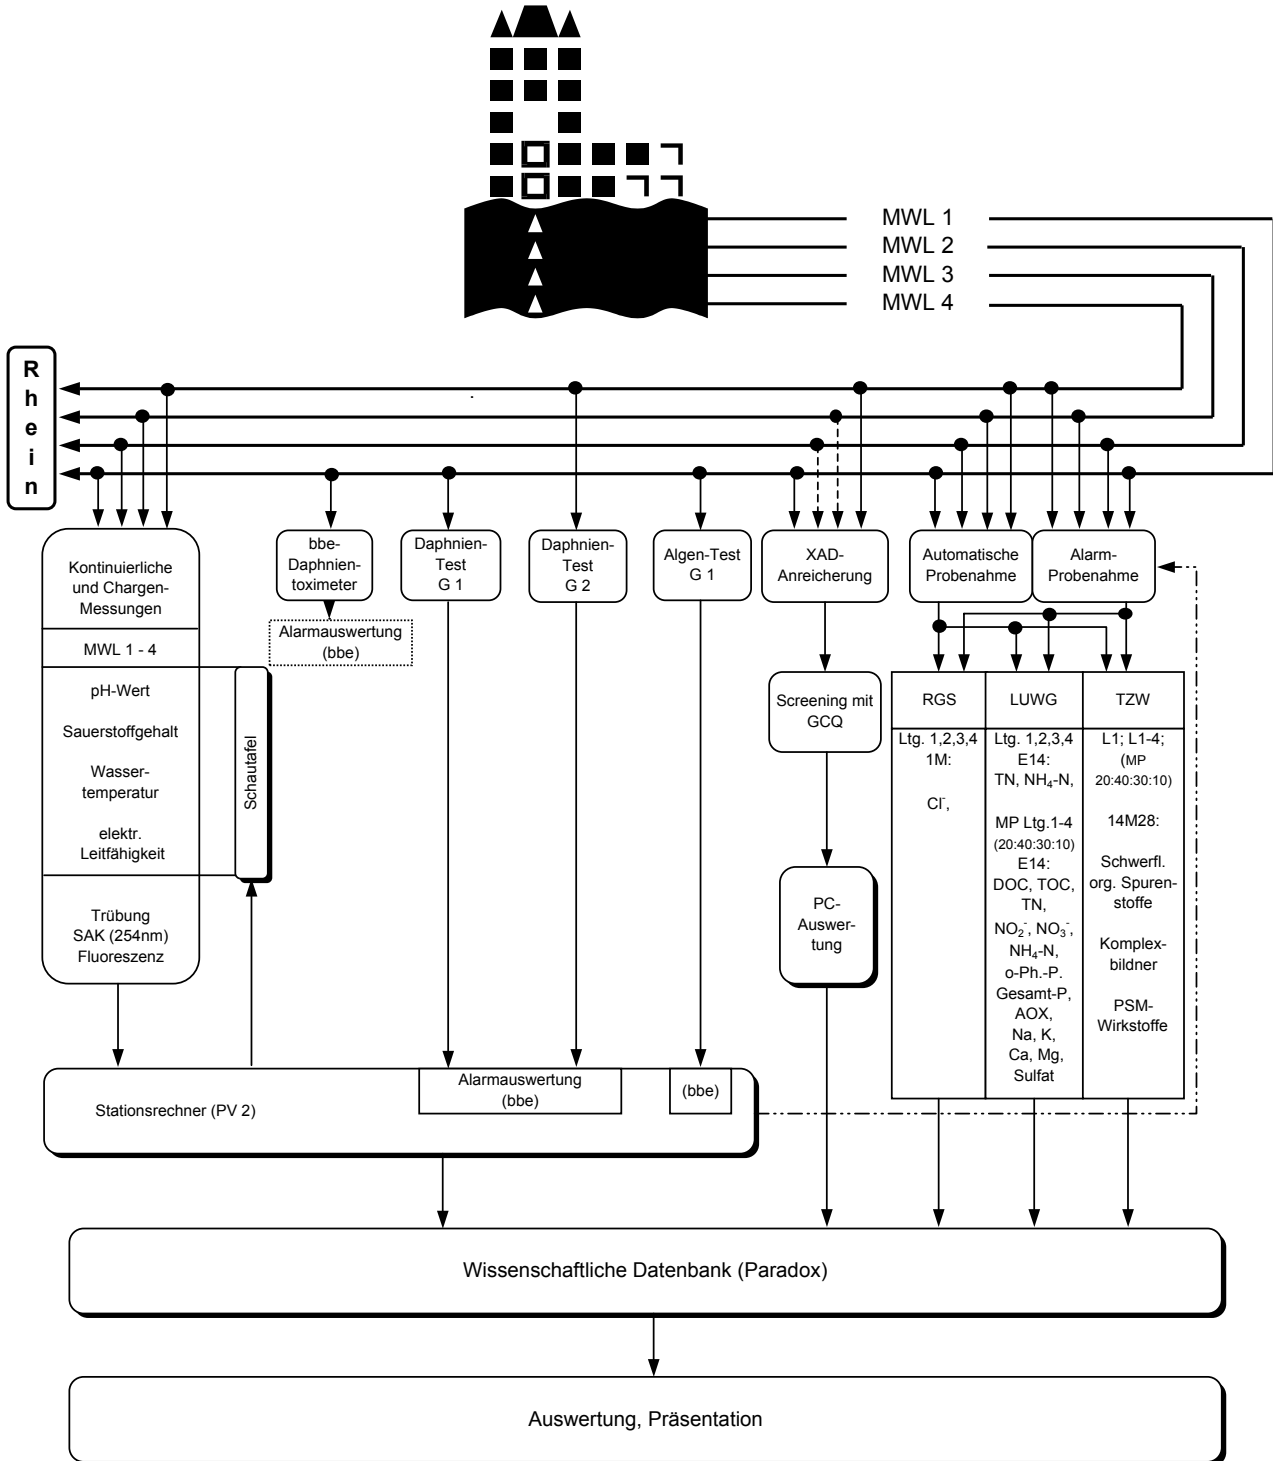 MWL 1
MWL 2
MWL 3
MWL 4
R
h
e
i
n
Kontinuierliche
und Chargen-
Messungen
MWL 1 - 4
pH-Wert
Sauerstoffgehalt
Wasser-
temperatur
elektr.
Leitfähigkeit
Trübung
SAK (254nm)
Fluoreszenz
Schautafel
bbe-
Daphnien-
toximeter
Alarmauswertung
(bbe)
Daphnien-
Test
G 1
Daphnien-
Test
G 2
Algen-Test
G 1
XAD-
Anreicherung
Automatische
Probenahme
Alarm-
Probenahme
Screening mit
GCQ
PC-
Auswer-
tung
RGS
Ltg. 1,2,3,4
1M:
Cl⁻,
LUWG
Ltg. 1,2,3,4
E14:
TN, NH₄-N,
MP Ltg.1-4
(20:40:30:10)
E14:
DOC, TOC,
TN,
NO₂⁻, NO₃⁻,
NH₄-N,
o-Ph.-P.
Gesamt-P,
AOX,
Na, K,
Ca, Mg,
Sulfat
TZW
L1; L1-4;
(MP
20:40:30:10)
14M28:
Schwerfl.
org. Spuren-
stoffe
Komplex-
bildner
PSM-
Wirkstoffe
Stationsrechner (PV 2)
Alarmauswertung
(bbe)
(bbe)
Wissenschaftliche Datenbank (Paradox)
Auswertung, Präsentation